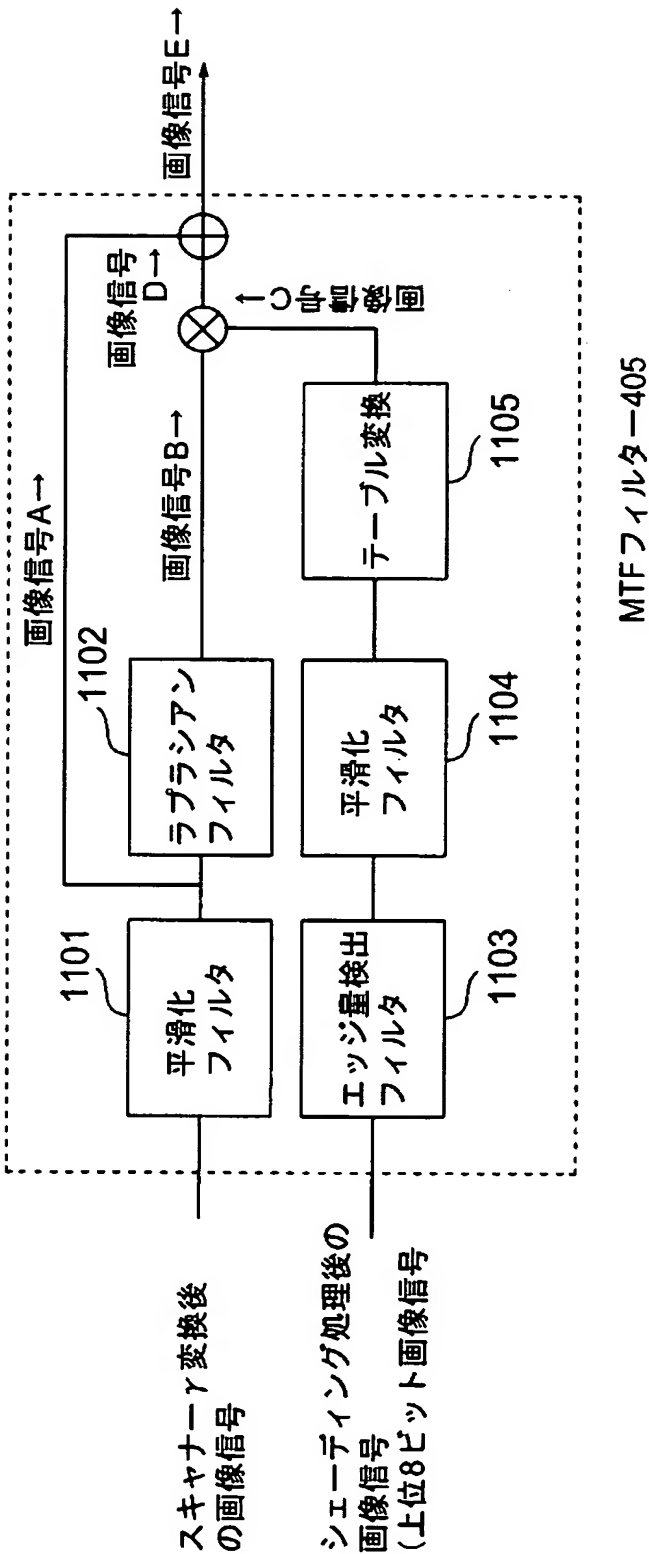 スキャナーγ変換後
の画像信号
1101
平滑化
フィルタ
画像信号A→
1102
ラプラシアン
フィルタ
画像信号B→
画像信号
D→
画像信号E→
画像信号C→
シェーディング処理後の
画像信号
(上位8ビット画像信号
エッジ量検出
フィルタ
1103
平滑化
フィルタ
1104
テーブル変換
1105
MTFフィルター405